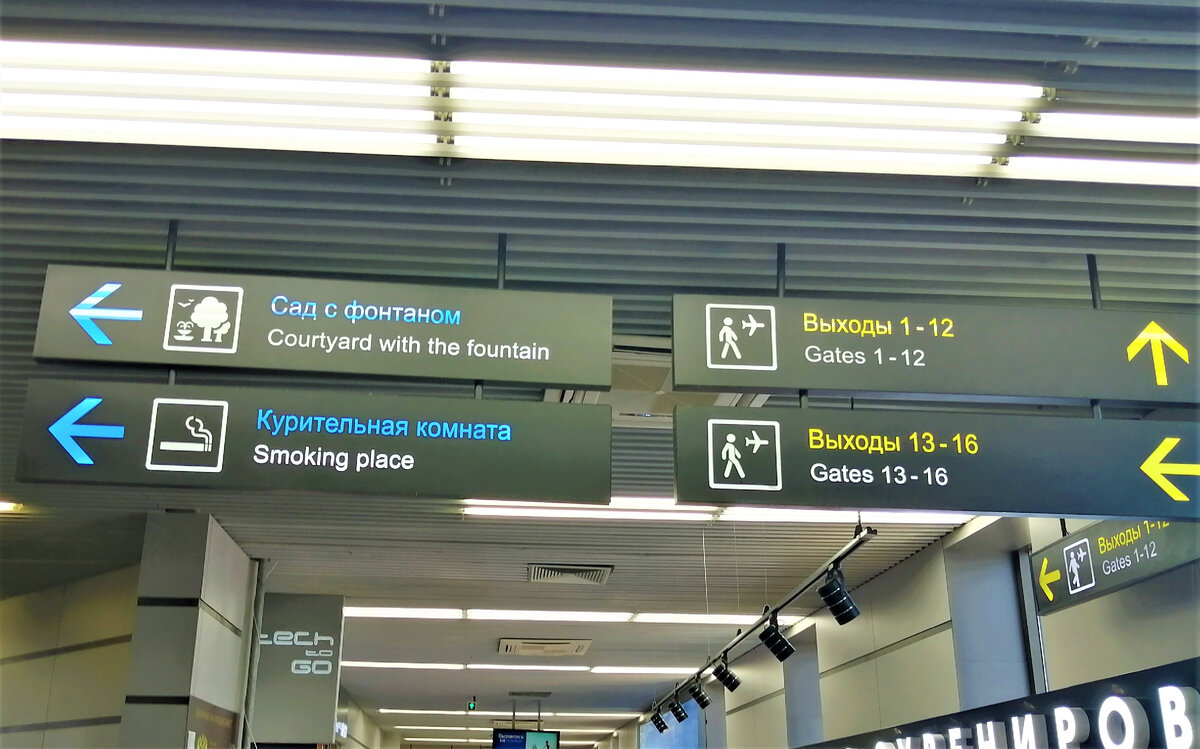 Сад с фонтаном
Courtyard with the fountain
Курительная комната
Smoking place
Выходы 1 - 12
Gates 1 - 12
Выходы 13 - 16
Gates 13 - 16
Выходы 1-12
Gates 1-12
tech
to
GO